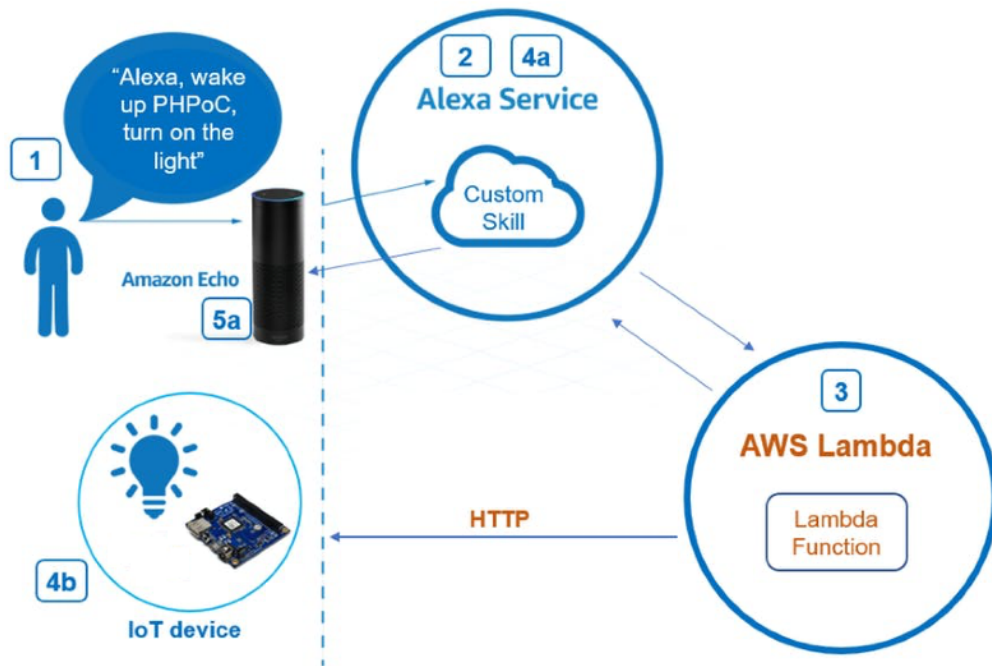 1
“Alexa, wake
up PHPoC,
turn on the
light”
Amazon Echo
5a
2
4a
Alexa Service
Custom
Skill
3
AWS Lambda
Lambda
Function
HTTP
4b
IoT device